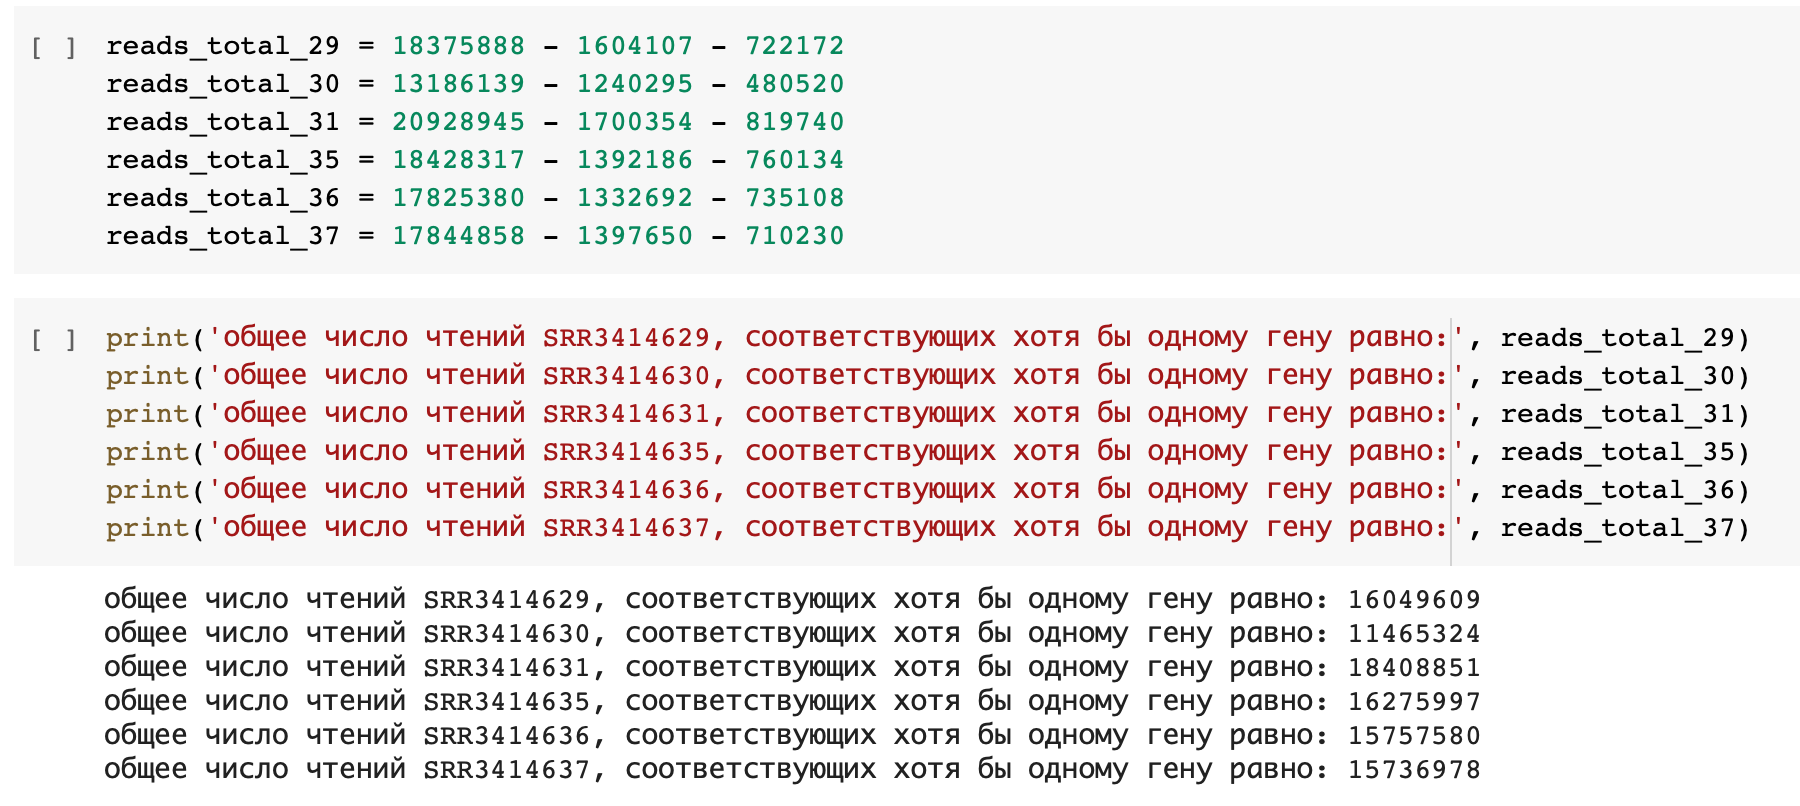 [ ] reads_total_29 = 18375888 - 1604107 - 722172
reads_total_30 = 13186139 - 1240295 - 480520
reads_total_31 = 20928945 - 1700354 - 819740
reads_total_35 = 18428317 - 1392186 - 760134
reads_total_36 = 17825380 - 1332692 - 735108
reads_total_37 = 17844858 - 1397650 - 710230
[ ] print('общее число чтений SRR3414629, соответствующих хотя бы одному гену равно:', reads_total_29)
print('общее число чтений SRR3414630, соответствующих хотя бы одному гену равно:', reads_total_30)
print('общее число чтений SRR3414631, соответствующих хотя бы одному гену равно:', reads_total_31)
print('общее число чтений SRR3414635, соответствующих хотя бы одному гену равно:', reads_total_35)
print('общее число чтений SRR3414636, соответствующих хотя бы одному гену равно:', reads_total_36)
print('общее число чтений SRR3414637, соответствующих хотя бы одному гену равно:', reads_total_37)
общее число чтений SRR3414629, соответствующих хотя бы одному гену равно: 16049609
общее число чтений SRR3414630, соответствующих хотя бы одному гену равно: 11465324
общее число чтений SRR3414631, соответствующих хотя бы одному гену равно: 18408851
общее число чтений SRR3414635, соответствующих хотя бы одному гену равно: 16275997
общее число чтений SRR3414636, соответствующих хотя бы одному гену равно: 15757580
общее число чтений SRR3414637, соответствующих хотя бы одному гену равно: 15736978